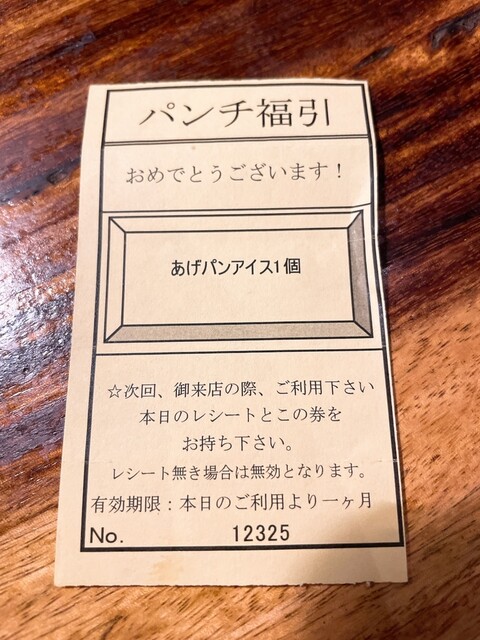 パンチ福引
おめでとうございます！
あげパンアイス1個
☆次回、御来店の際、ご利用下さい
本日のレシートとこの券を
お持ち下さい。
レシート無き場合は無効となります。
有効期限：本日のご利用より一ヶ月
No. 12325